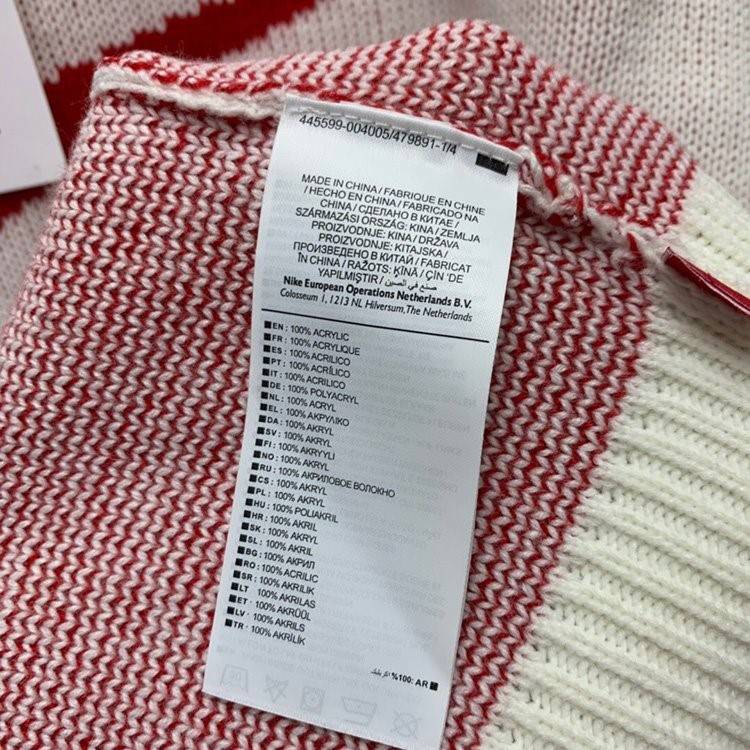 445599-004005/479891-1/4
MADE IN CHINA / FABRIQUE EN CHINE
/ HECHO EN CHINA / FABRICADO NA
CHINA / СДЕЛАНО В КИТАЕ /
SZÁRMAZÁSI ORSZÁG: KINA / ZEMLJA
PROIZVODNJE: KINA / DRŽAVA
PROIZVODNJE: KITAJSKA /
ПРОИЗВЕДЕНО В КИТАЙ / FABRICAT
ÎN CHINA / RAŽOTS: ĶĪNĀ / ÇİN 'DE
YAPILMIŞTIR / صنع في الصين
Nike European Operations Netherlands B.V.
Colosseum 1, 1213 NL Hilversum, The Netherlands
EN : 100% ACRYLIC
FR : 100% ACRYLIQUE
ES : 100% ACRILICO
PT : 100% ACRÍLICO
IT : 100% ACRILICO
DE : 100% POLYACRYL
NL : 100% ACRYL
EL : 100% ΑΚΡΥΛΙΚΟ
DA : 100% AKRYL
SV : 100% AKRYL
FI : 100% AKRYYLI
NO : 100% AKRYL
RU : 100% АКРИЛОВОЕ ВОЛОКНО
CS : 100% AKRYL
PL : 100% AKRYL
HU : 100% POLIAKRIL
HR : 100% AKRIL
SK : 100% AKRYL
SL : 100% AKRIL
BG : 100% АКРИЛ
RO : 100% ACRILIC
SR : 100% AKRILIK
LT 100% AKRILAS
ET · 100% AKRÜÜL
LV · 100% AKRILS
TR : 100% AKRİLİK
AR :100% اكريليك